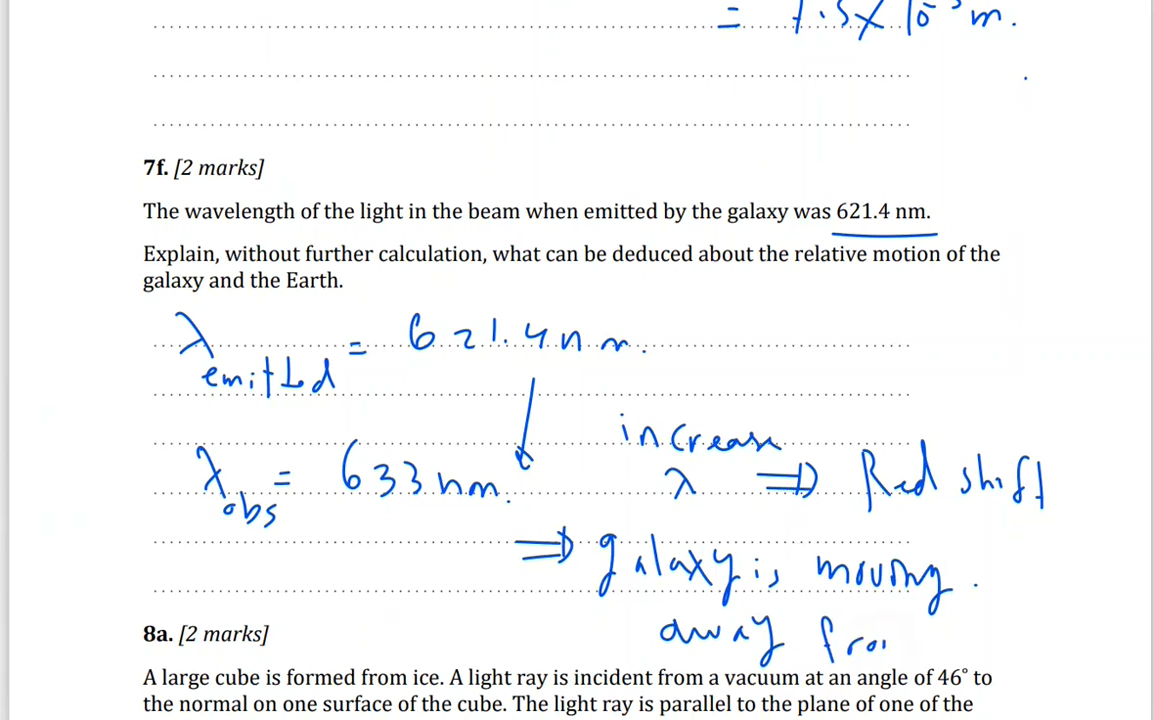 = 7.5 x 10⁻³ m.
7f. [2 marks]
The wavelength of the light in the beam when emitted by the galaxy was 621.4 nm.
Explain, without further calculation, what can be deduced about the relative motion of the
galaxy and the Earth.
λ emitted = 621.4 nm.
increase
λobs = 633 nm. λ ⇒ Red shift
⇒ galaxy is moving.
away from
8a. [2 marks]
A large cube is formed from ice. A light ray is incident from a vacuum at an angle of 46° to
the normal on one surface of the cube. The light ray is parallel to the plane of one of the